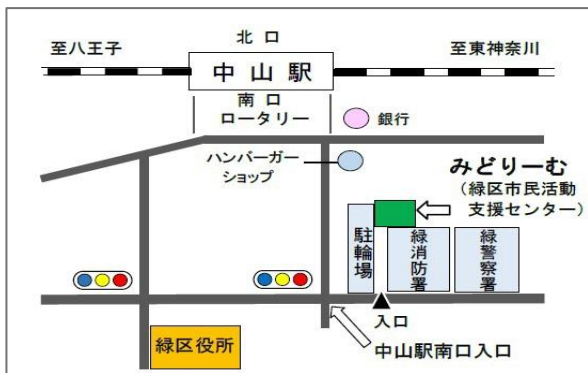 北 口
至八王子
至東神奈川
中 山 駅
南 口
ロータリー
銀行
ハンバーガー
ショップ
みどりーむ
(緑区市民活動
支援センター)
駐輪場
緑消防署
緑警察署
入口
中山駅南口入口
緑区役所